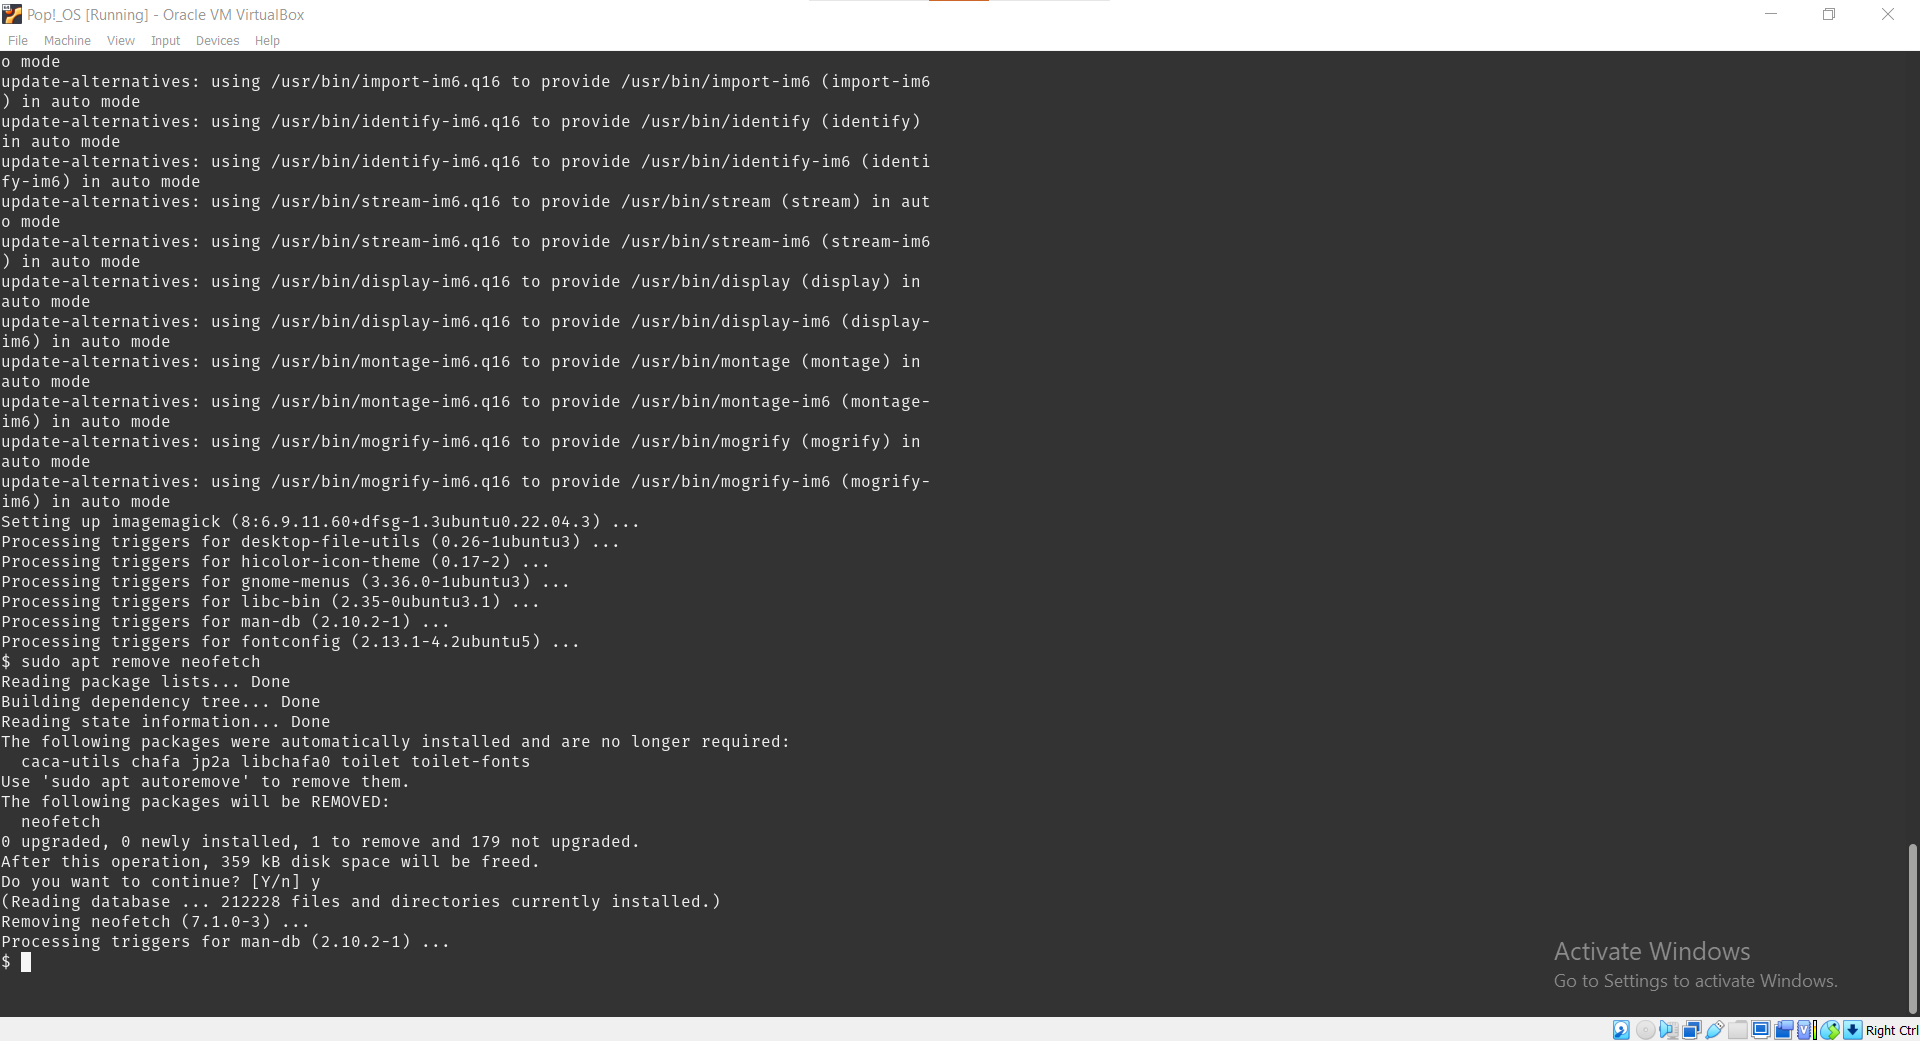 Pop!_OS [Running] - Oracle VM VirtualBox
File Machine View Input Devices Help
o mode
update-alternatives: using /usr/bin/import-im6.q16 to provide /usr/bin/import-im6 (import-im6
) in auto mode
update-alternatives: using /usr/bin/identify-im6.q16 to provide /usr/bin/identify (identify)
in auto mode
update-alternatives: using /usr/bin/identify-im6.q16 to provide /usr/bin/identify-im6 (identi
fy-im6) in auto mode
update-alternatives: using /usr/bin/stream-im6.q16 to provide /usr/bin/stream (stream) in aut
o mode
update-alternatives: using /usr/bin/stream-im6.q16 to provide /usr/bin/stream-im6 (stream-im6
) in auto mode
update-alternatives: using /usr/bin/display-im6.q16 to provide /usr/bin/display (display) in
auto mode
update-alternatives: using /usr/bin/display-im6.q16 to provide /usr/bin/display-im6 (display-
im6) in auto mode
update-alternatives: using /usr/bin/montage-im6.q16 to provide /usr/bin/montage (montage) in
auto mode
update-alternatives: using /usr/bin/montage-im6.q16 to provide /usr/bin/montage-im6 (montage-
im6) in auto mode
update-alternatives: using /usr/bin/mogrify-im6.q16 to provide /usr/bin/mogrify (mogrify) in
auto mode
update-alternatives: using /usr/bin/mogrify-im6.q16 to provide /usr/bin/mogrify-im6 (mogrify-
im6) in auto mode
Setting up imagemagick (8:6.9.11.60+dfsg-1.3ubuntu0.22.04.3) ...
Processing triggers for desktop-file-utils (0.26-1ubuntu3) ...
Processing triggers for hicolor-icon-theme (0.17-2) ...
Processing triggers for gnome-menus (3.36.0-1ubuntu3) ...
Processing triggers for libc-bin (2.35-0ubuntu3.1) ...
Processing triggers for man-db (2.10.2-1) ...
Processing triggers for fontconfig (2.13.1-4.2ubuntu5) ...
$ sudo apt remove neofetch
Reading package lists... Done
Building dependency tree... Done
Reading state information... Done
The following packages were automatically installed and are no longer required:
caca-utils chafa jp2a libchafa0 toilet toilet-fonts
Use 'sudo apt autoremove' to remove them.
The following packages will be REMOVED:
neofetch
0 upgraded, 0 newly installed, 1 to remove and 179 not upgraded.
After this operation, 359 kB disk space will be freed.
Do you want to continue? [Y/n] y
(Reading database ... 212228 files and directories currently installed.)
Removing neofetch (7.1.0-3) ...
Processing triggers for man-db (2.10.2-1) ...
$
Activate Windows
Go to Settings to activate Windows.
Right Ctrl